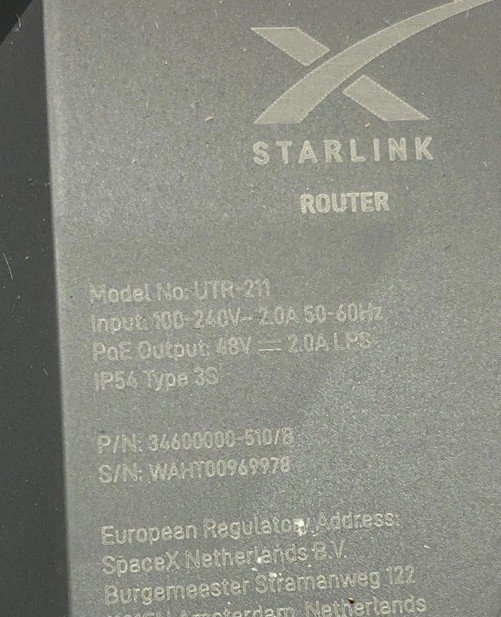 STARLINK
ROUTER
Model No: UTR-211
Input: 100-240V~ 2.0A 50-60Hz
PoE Output: 48V ⎓ 2.0A LPS
IP54 Type 3S
P/N: 34600000-510/B
S/N: WAHT00969978
European Regulatory Address:
SpaceX Netherlands B.V.
Burgemeester Stramanweg 122
Amsterdam, Netherlands